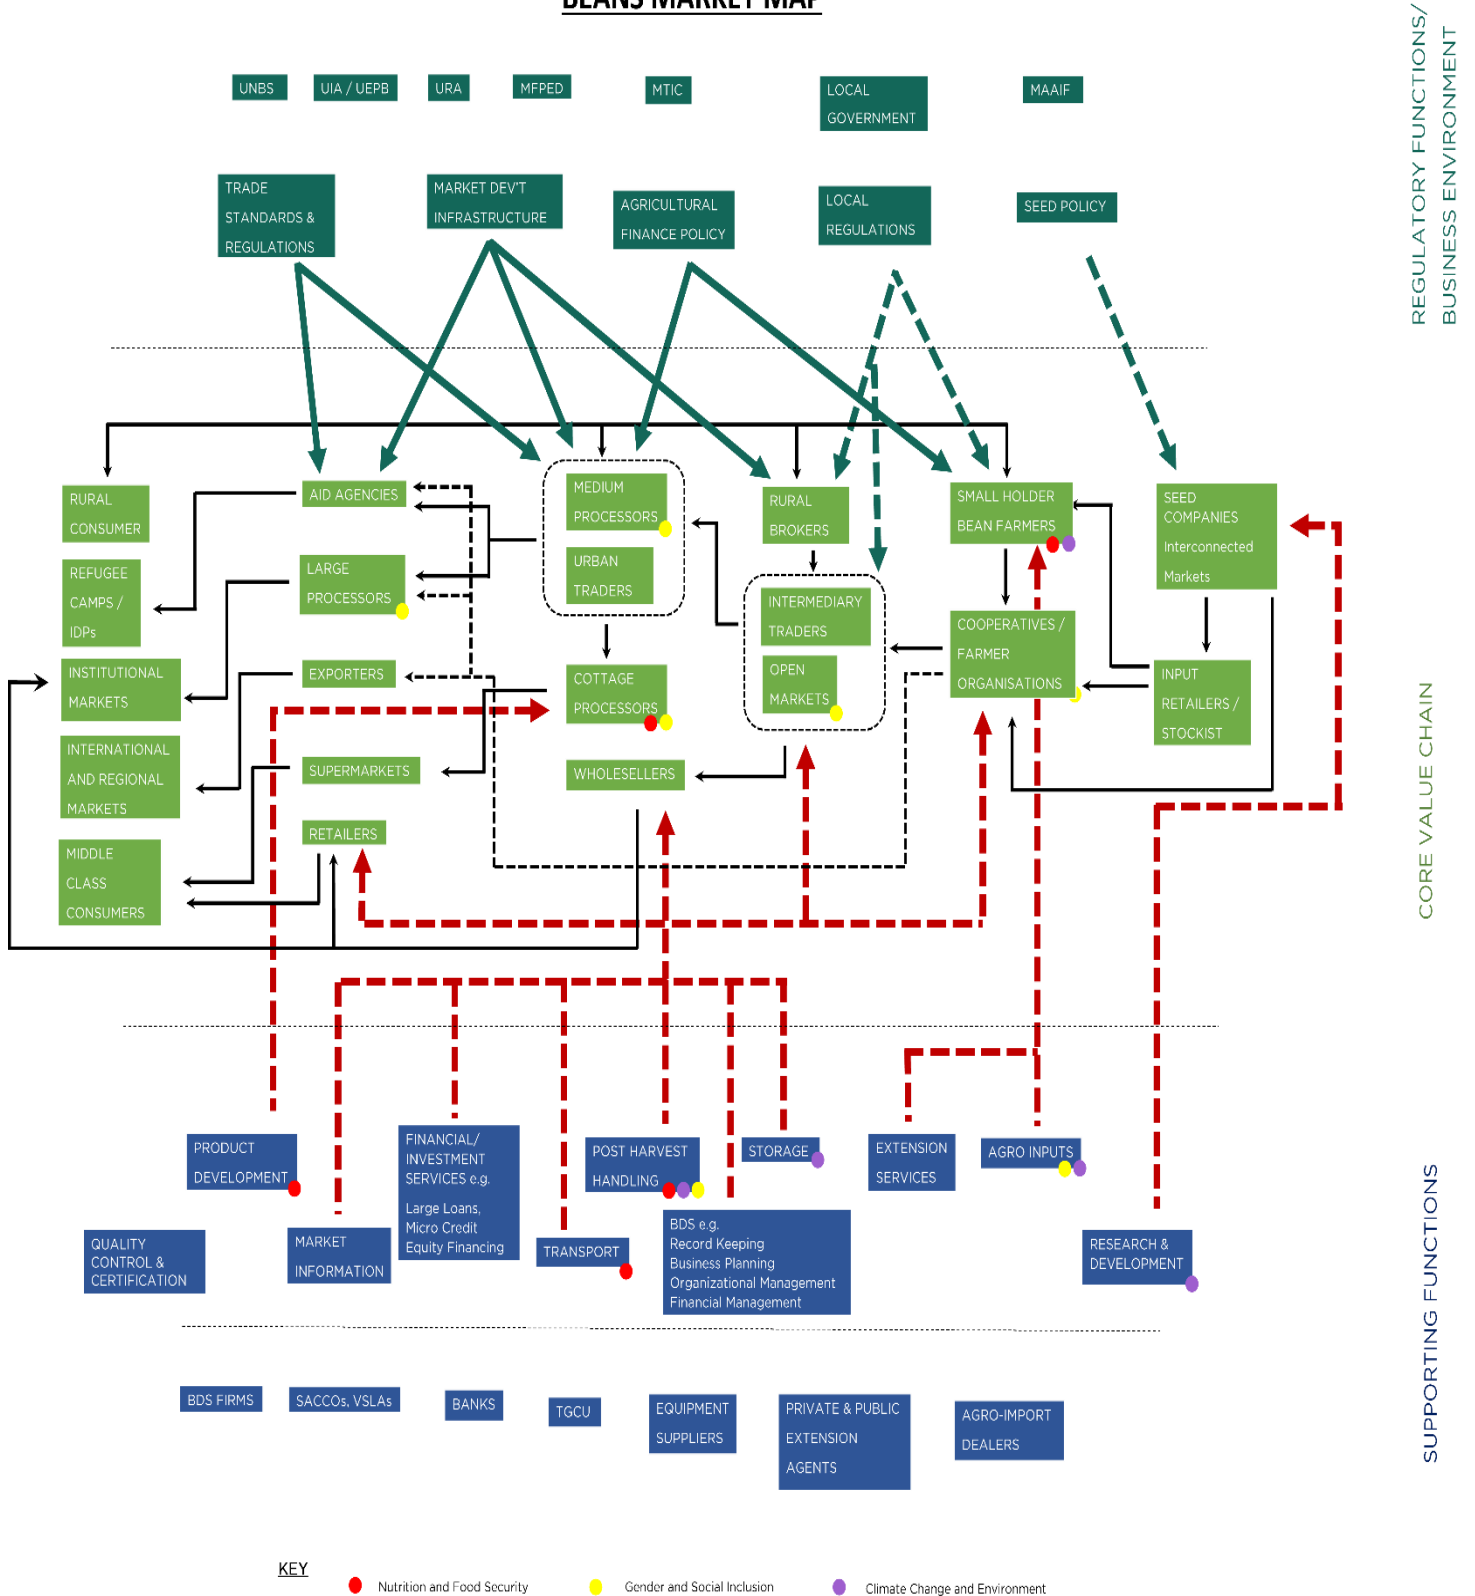 BEANS MARKET MAP
REGULATORY FUNCTIONS/
BUSINESS ENVIRONMENT
UNBS
UIA / UEPB
URA
MFPED
MTIC
LOCAL
GOVERNMENT
MAAIF
TRADE
STANDARDS &
REGULATIONS
MARKET DEV'T
INFRASTRUCTURE
AGRICULTURAL
FINANCE POLICY
LOCAL
REGULATIONS
SEED POLICY
CORE VALUE CHAIN
RURAL
CONSUMER
REFUGEE
CAMPS /
IDPs
INSTITUTIONAL
MARKETS
INTERNATIONAL
AND REGIONAL
MARKETS
MIDDLE
CLASS
CONSUMERS
AID AGENCIES
LARGE
PROCESSORS
EXPORTERS
SUPERMARKETS
RETAILERS
MEDIUM
PROCESSORS
URBAN
TRADERS
COTTAGE
PROCESSORS
WHOLESELLERS
RURAL
BROKERS
INTERMEDIARY
TRADERS
OPEN
MARKETS
SMALL HOLDER
BEAN FARMERS
COOPERATIVES /
FARMER
ORGANISATIONS
SEED
COMPANIES
Interconnected
Markets
INPUT
RETAILERS /
STOCKIST
SUPPORTING FUNCTIONS
PRODUCT
DEVELOPMENT
QUALITY
CONTROL &
CERTIFICATION
MARKET
INFORMATION
FINANCIAL/
INVESTMENT
SERVICES e.g.
Large Loans,
Micro Credit
Equity Financing
TRANSPORT
POST HARVEST
HANDLING
STORAGE
BDS e.g.
Record Keeping
Business Planning
Organizational Management
Financial Management
EXTENSION
SERVICES
AGRO INPUTS
RESEARCH &
DEVELOPMENT
BDS FIRMS
SACCOs, VSLAs
BANKS
TGCU
EQUIPMENT
SUPPLIERS
PRIVATE & PUBLIC
EXTENSION
AGENTS
AGRO-IMPORT
DEALERS
KEY
Nutrition and Food Security
Gender and Social Inclusion
Climate Change and Environment